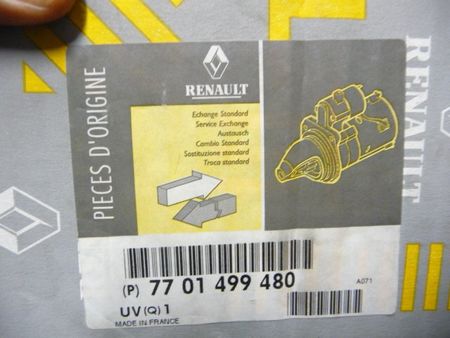 PIECES D'ORIGINE
RENAULT
Echange Standard
Service Exchange
Austausch
Cambio Standard
Sostituzione standard
Troca standard
(P) 77 01 499 480
A071
UV(Q)1
MADE IN FRANCE
RENAULT